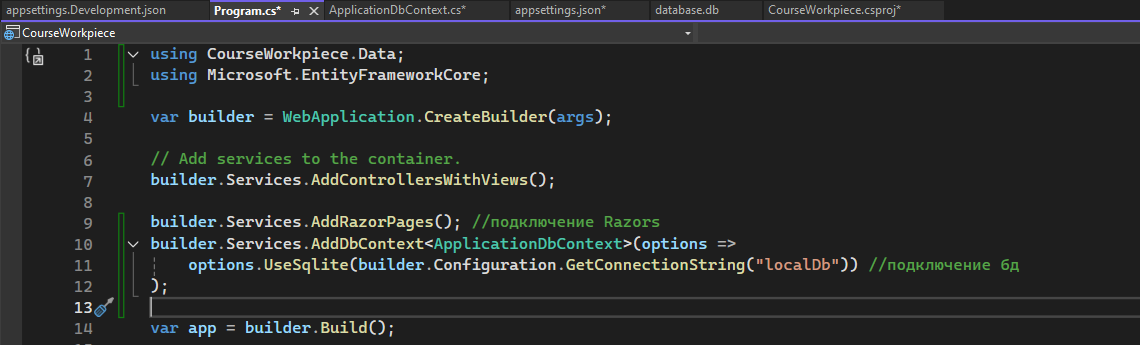 appsettings.Development.json Program.cs* ApplicationDbContext.cs* appsettings.json* database.db CourseWorkpiece.csproj*
CourseWorkpiece
1 using CourseWorkpiece.Data;
2 using Microsoft.EntityFrameworkCore;
3
4 var builder = WebApplication.CreateBuilder(args);
5
6 // Add services to the container.
7 builder.Services.AddControllersWithViews();
8
9 builder.Services.AddRazorPages(); //подключение Razors
10 builder.Services.AddDbContext<ApplicationDbContext>(options =>
11 options.UseSqlite(builder.Configuration.GetConnectionString("localDb")) //подключение бд
12 );
13
14 var app = builder.Build();